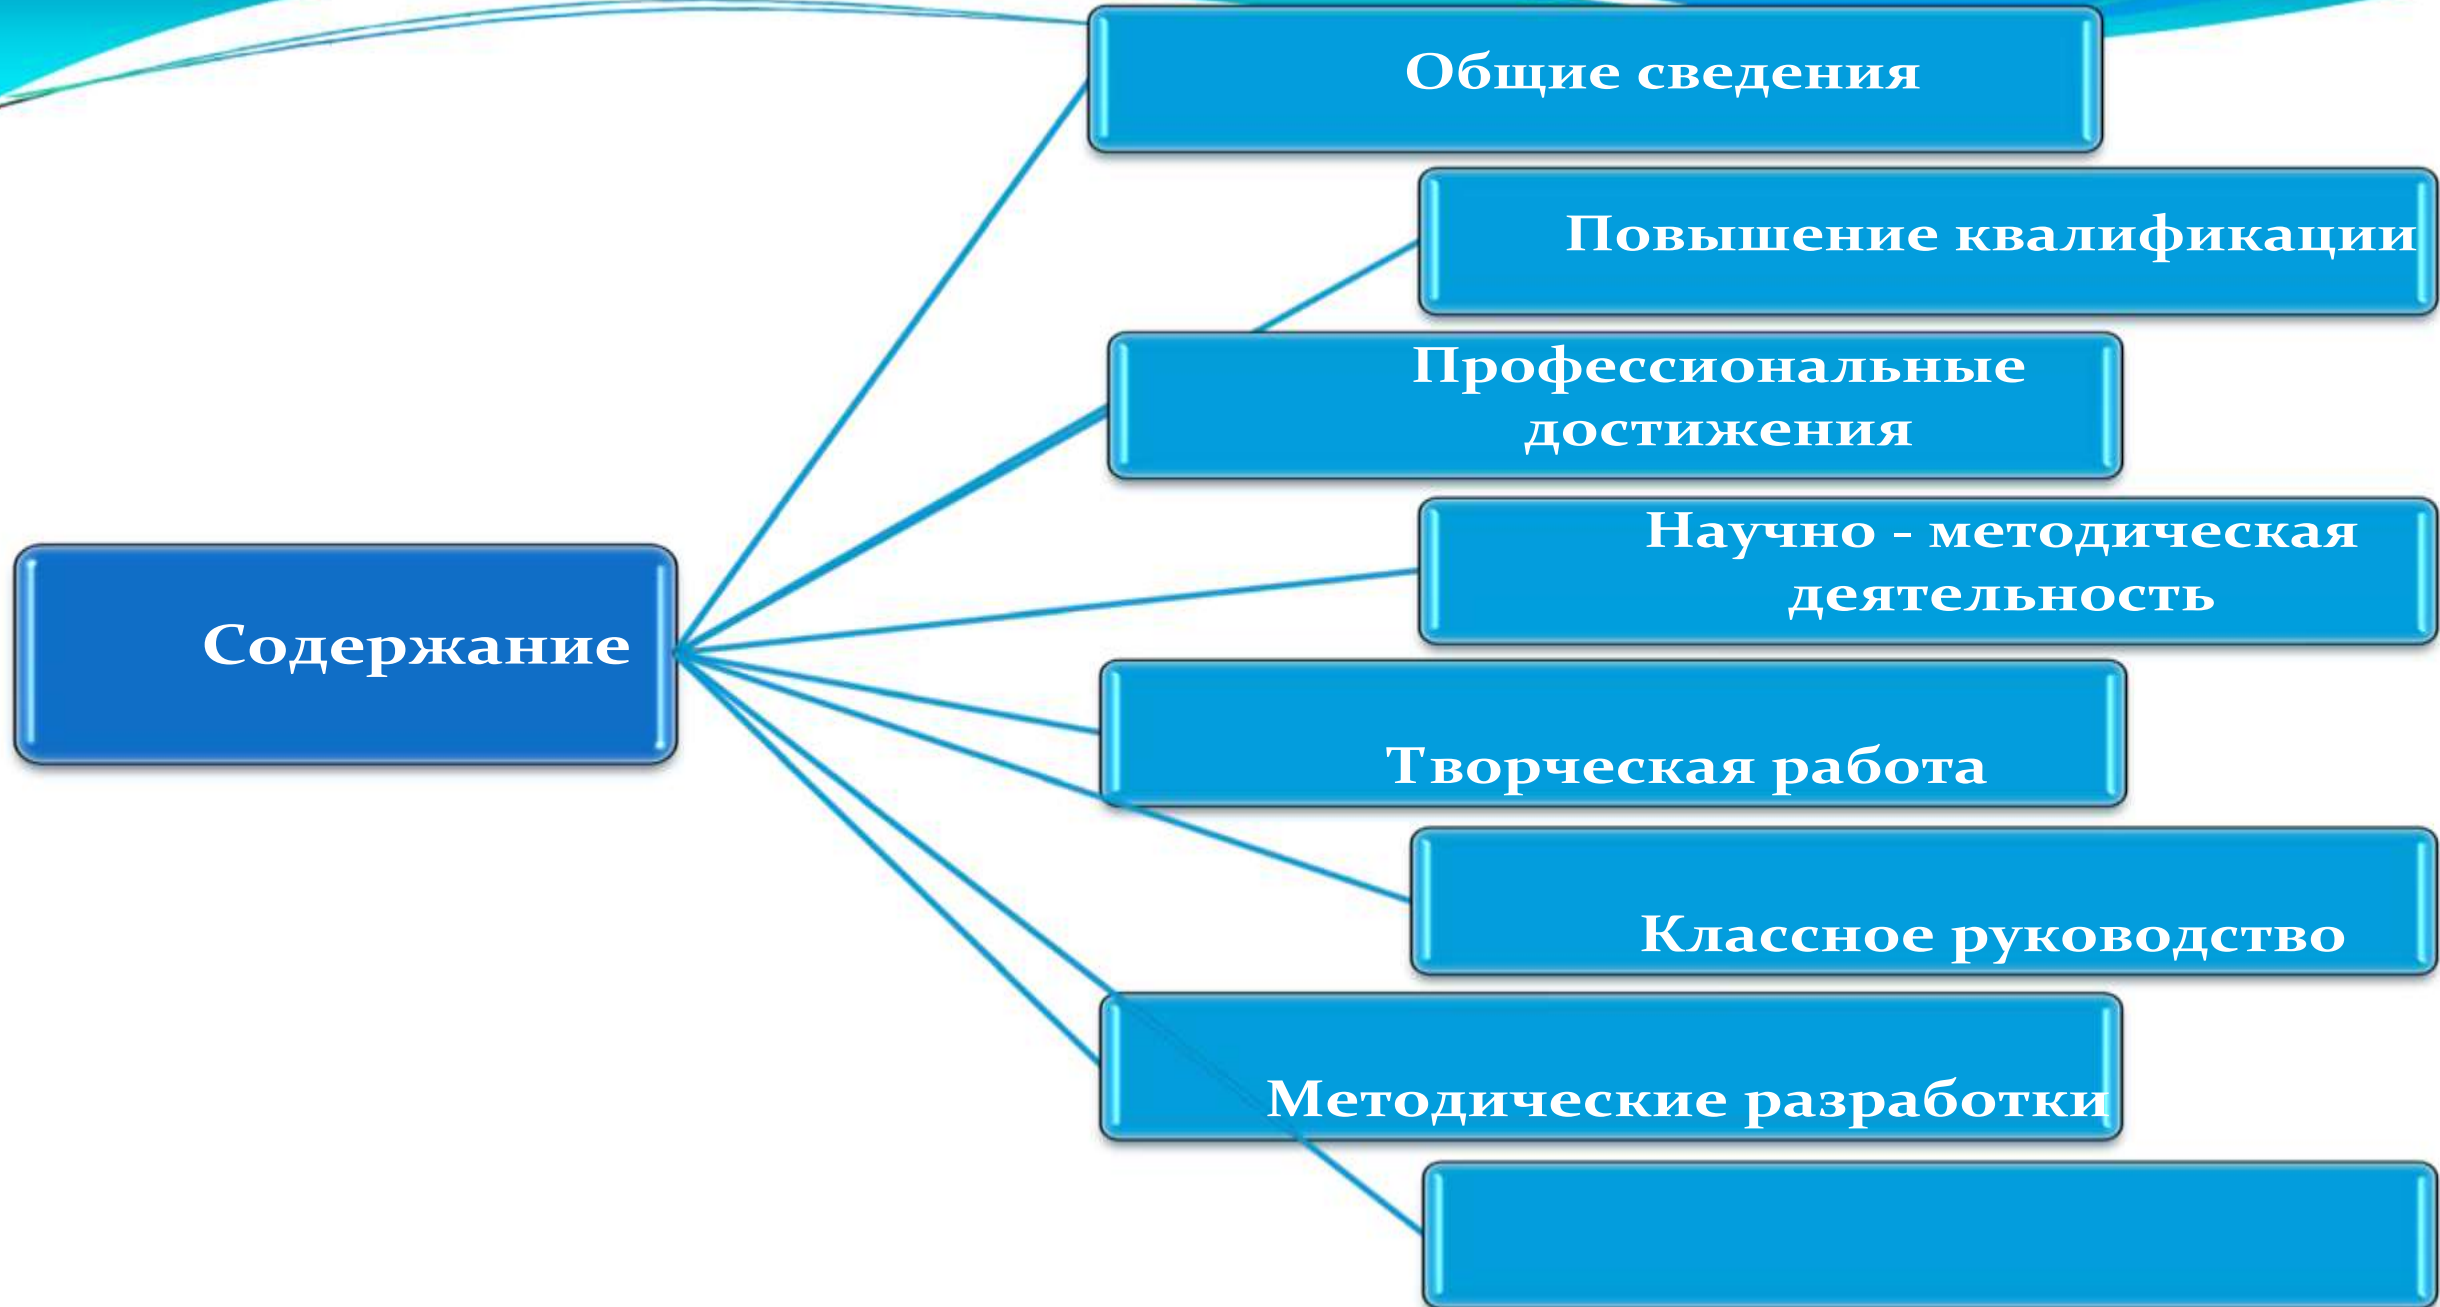 Общие сведения
Повышение квалификации
Профессиональные
достижения
Научно - методическая
деятельность
Содержание
Творческая работа
Классное руководство
Методические разработки